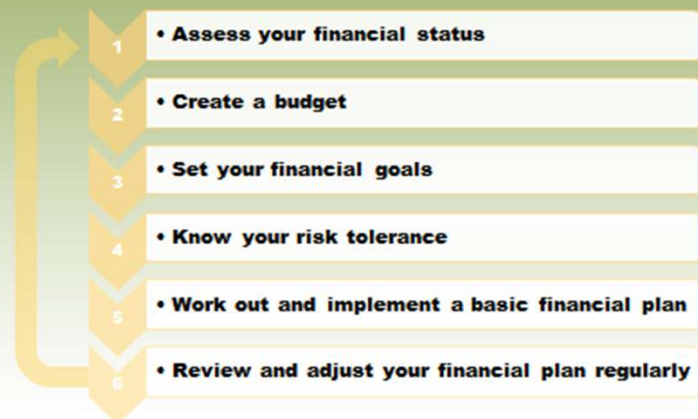 1 • Assess your financial status
2 • Create a budget
3 • Set your financial goals
4 • Know your risk tolerance
5 • Work out and implement a basic financial plan
6 • Review and adjust your financial plan regularly